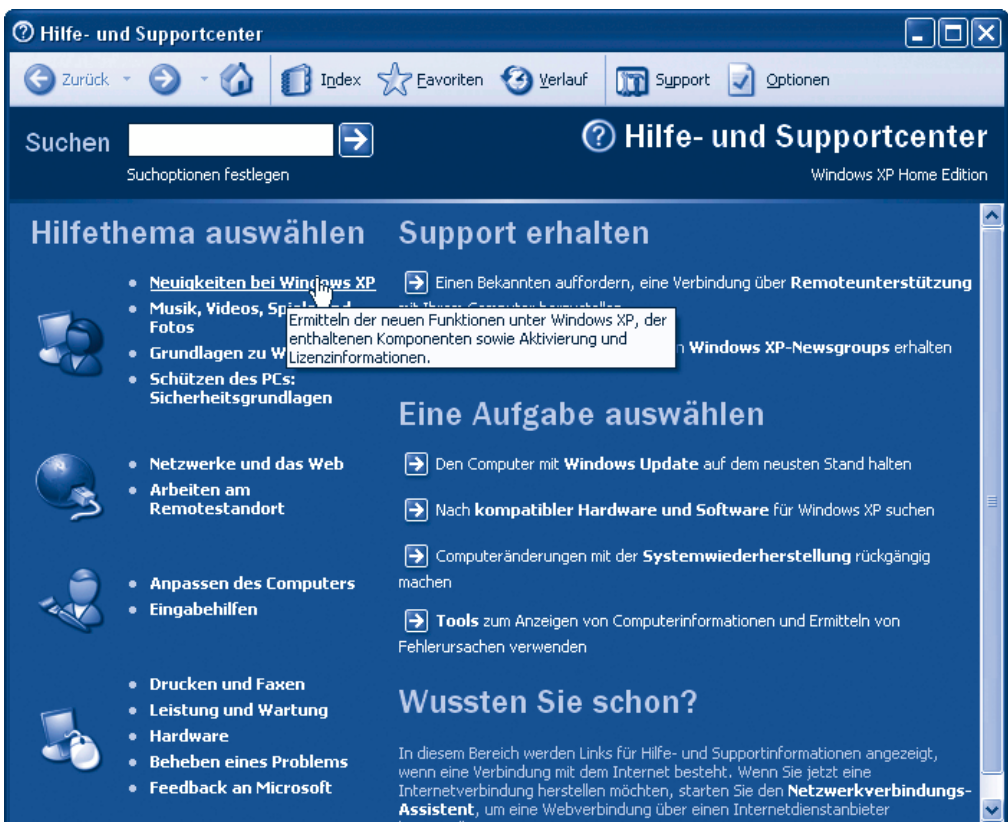 Hilfe- und Supportcenter
Zurück
Index
Favoriten
Verlauf
Support
Optionen
Suchen
Suchoptionen festlegen
Hilfe- und Supportcenter
Windows XP Home Edition
Hilfethema auswählen
Neuigkeiten bei Windows XP
Musik, Videos, Spiele und
Fotos
Grundlagen zu W
Schützen des PCs:
Sicherheitsgrundlagen
Netzwerke und das Web
Arbeiten am
Remotestandort
Anpassen des Computers
Eingabehilfen
Drucken und Faxen
Leistung und Wartung
Hardware
Beheben eines Problems
Feedback an Microsoft
Ermitteln der neuen Funktionen unter Windows XP, der
enthaltenen Komponenten sowie Aktivierung und
Lizenzinformationen.
Support erhalten
Einen Bekannten auffordern, eine Verbindung über Remoteunterstützung
Windows XP-Newsgroups erhalten
Eine Aufgabe auswählen
Den Computer mit Windows Update auf dem neusten Stand halten
Nach kompatibler Hardware und Software für Windows XP suchen
Computeränderungen mit der Systemwiederherstellung rückgängig
machen
Tools zum Anzeigen von Computerinformationen und Ermitteln von
Fehlerursachen verwenden
Wussten Sie schon?
In diesem Bereich werden Links für Hilfe- und Supportinformationen angezeigt,
wenn eine Verbindung mit dem Internet besteht. Wenn Sie jetzt eine
Internetverbindung herstellen möchten, starten Sie den Netzwerkverbindungs-
Assistent, um eine Webverbindung über einen Internetdienstanbieter